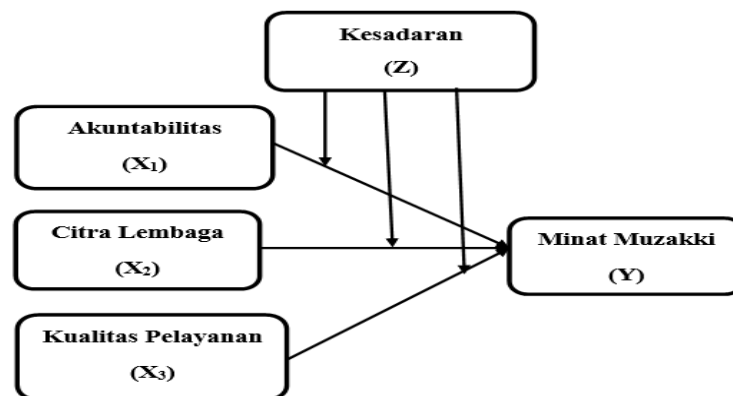 Kesadaran
(Z)
Akuntabilitas
(X₁)
Citra Lembaga
(X₂)
Minat Muzakki
(Y)
Kualitas Pelayanan
(X₃)